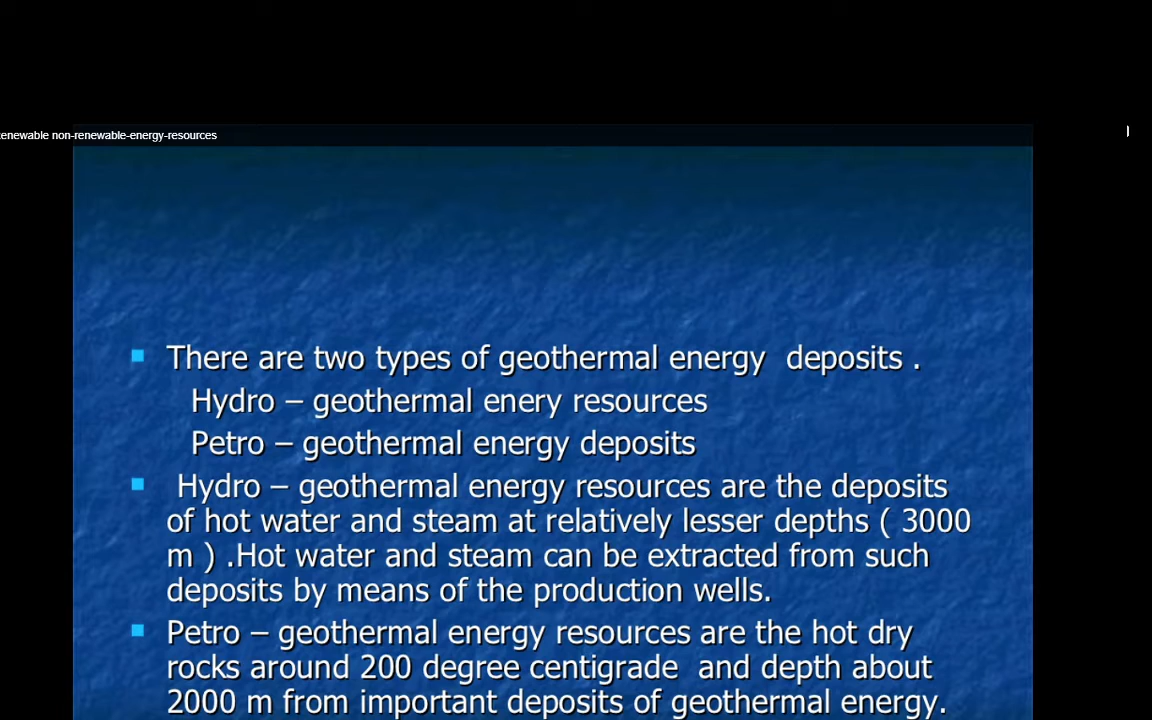 enewable non-renewable-energy-resources
There are two types of geothermal energy deposits .
Hydro – geothermal enery resources
Petro – geothermal energy deposits
Hydro – geothermal energy resources are the deposits
of hot water and steam at relatively lesser depths ( 3000
m ) .Hot water and steam can be extracted from such
deposits by means of the production wells.
Petro – geothermal energy resources are the hot dry
rocks around 200 degree centigrade and depth about
2000 m from important deposits of geothermal energy.